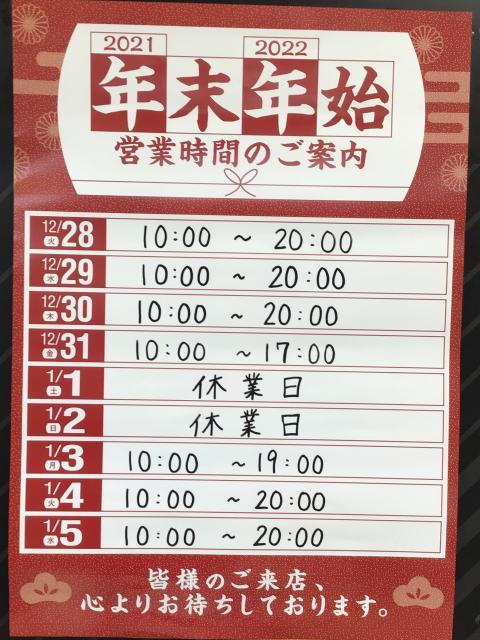 2021 2022
年末年始
営業時間のご案内
12/28 火 10:00 ~ 20:00
12/29 水 10:00 ~ 20:00
12/30 木 10:00 ~ 20:00
12/31 金 10:00 ~17:00
1/1 土 休業日
1/2 日 休業日
1/3 月 10:00 ~19:00
1/4 火 10:00 ~ 20:00
1/5 水 10:00 ~ 20:00
皆様のご来店、
心よりお待ちしております。